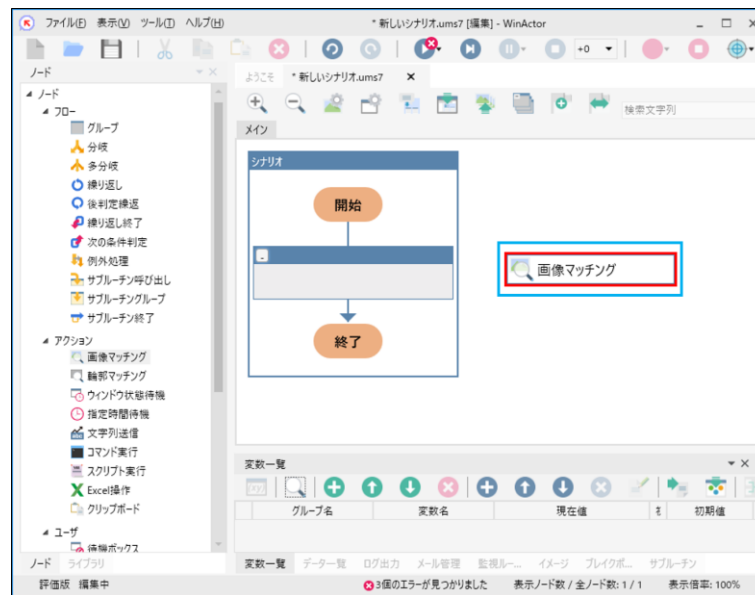 ファイル(F) 表示(V) ツール(T) ヘルプ(H)
* 新しいシナリオ.ums7 [編集] - WinActor
+0
ノード
ようこそ * 新しいシナリオ.ums7
検索文字列
ノード
フロー
グループ
分岐
多分岐
繰り返し
後判定繰返
繰り返し終了
次の条件判定
例外処理
サブルーチン呼び出し
サブルーチングループ
サブルーチン終了
アクション
画像マッチング
輪郭マッチング
ウィンドウ状態待機
指定時間待機
文字列送信
コマンド実行
スクリプト実行
Excel操作
クリップボード
ユーザ
待機ボックス
ノード ライブラリ
メイン
シナリオ
開始
終了
画像マッチング
変数一覧
グループ名 変数名 現在値 初期値
変数一覧 データ一覧 ログ出力 メール管理 監視ルー... イメージ ブレイクポ... サブルーチン
評価版 編集中
3個のエラーが見つかりました 表示ノード数 / 全ノード数: 1 / 1 表示倍率: 100%